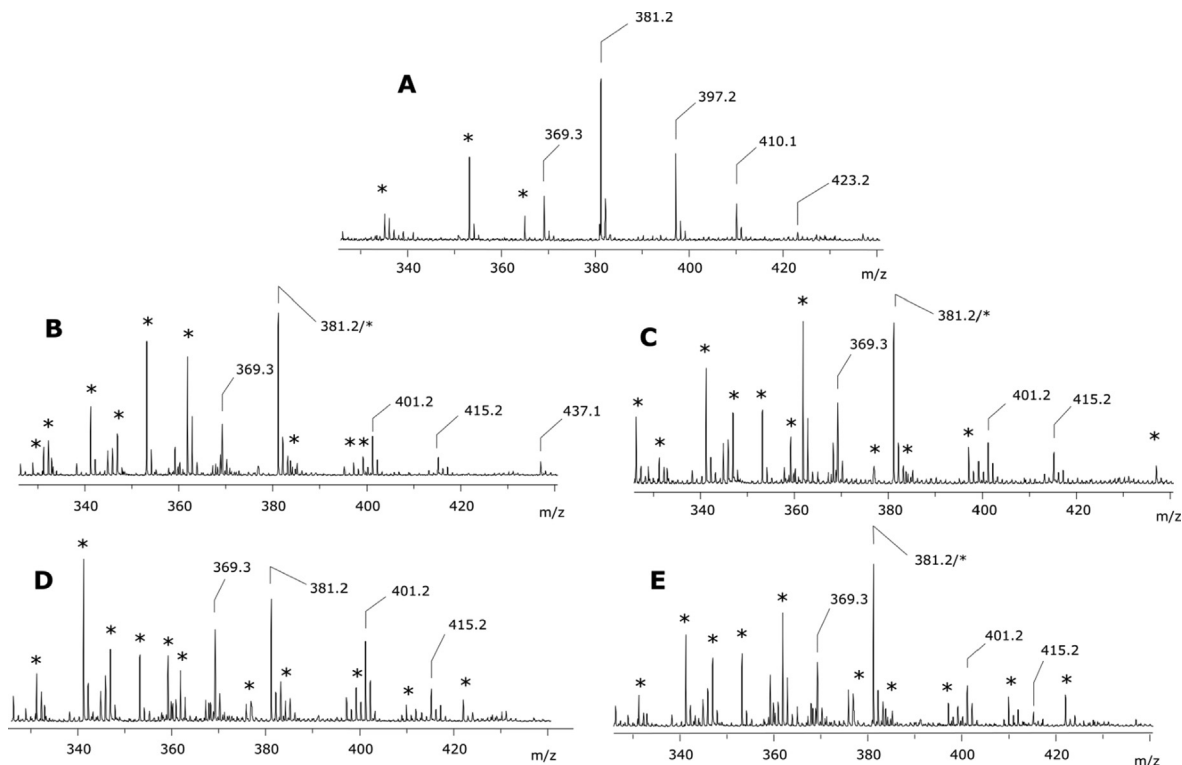 381.2
A
397.2
* 369.3
410.1
* * 423.2
340 360 380 400 420
m/z
B
* * 381.2/*
* 369.3
* * * * * 401.2 415.2 437.1
340 360 380 400 420
m/z
C
* 381.2/*
* 369.3
* * * * 401.2 415.2
* * * * * *
340 360 380 400 420
m/z
D
* 369.3 381.2
401.2
* * * * * 415.2
* * * * *
340 360 380 400 420
m/z
E
381.2/*
* * * * 369.3
* * * * 401.2 * 415.2 *
340 360 380 400 420
m/z